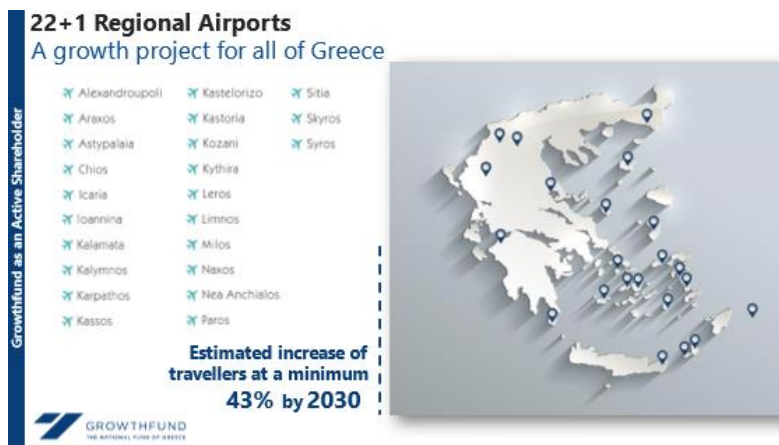 22+1 Regional Airports
A growth project for all of Greece
Growthfund as an Active Shareholder
Alexandroupoli
Araxos
Astypalaia
Chios
Icaria
Ioannina
Kalamata
Kalymnos
Karpathos
Kassos
Kastelorizo
Kastoria
Kozani
Kythira
Leros
Limnos
Milos
Naxos
Nea Anchialos
Paros
Sitia
Skyros
Syros
Estimated increase of
travellers at a minimum
43% by 2030
GROWTHFUND
THE NATIONAL FUND OF GREECE